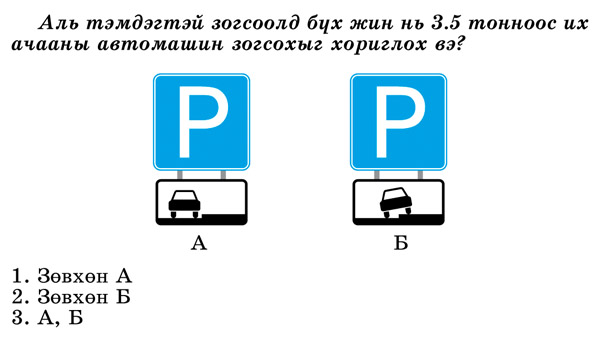 Аль тэмдэгтэй зогсоолд бүх жин нь 3.5 тонноос их
ачааны автомашин зогсохыг хориглох вэ?
P P
А Б
1. Зөвхөн А
2. Зөвхөн Б
3. А, Б